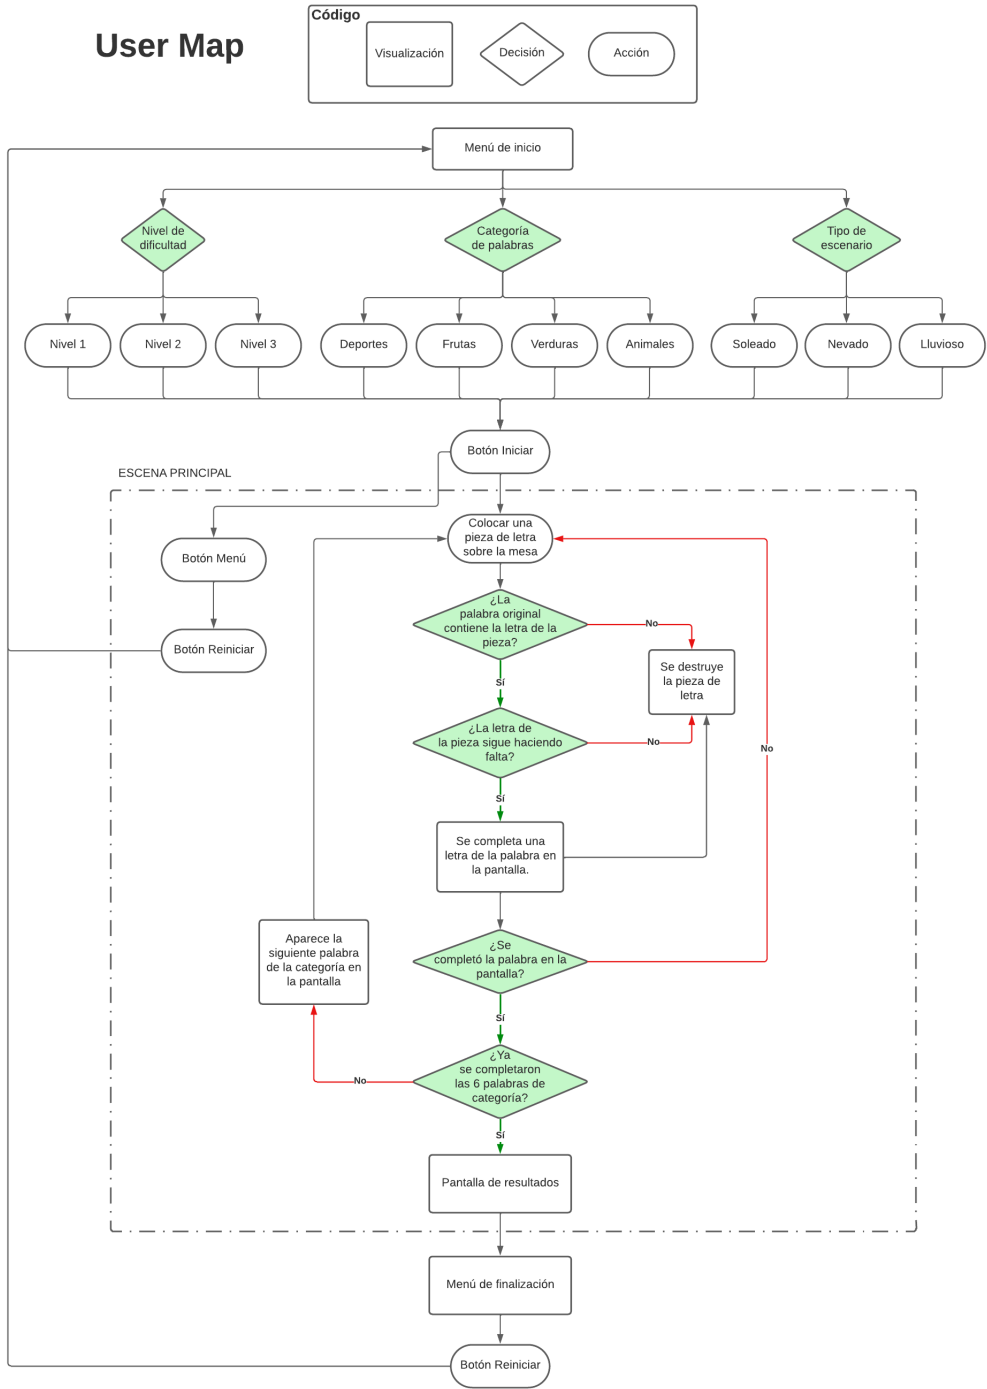 User Map
Código
Visualización
Decisión
Acción
Menú de inicio
Nivel de
dificultad
Categoría
de palabras
Tipo de
escenario
Nivel 1
Nivel 2
Nivel 3
Deportes
Frutas
Verduras
Animales
Soleado
Nevado
Lluvioso
Botón Iniciar
ESCENA PRINCIPAL
Colocar una
pieza de letra
sobre la mesa
Botón Menú
Botón Reiniciar
¿La
palabra original
contiene la letra de la
pieza?
No
Se destruye
la pieza de
letra
Sí
¿La letra de
la pieza sigue haciendo
falta?
No
No
Sí
Se completa una
letra de la palabra en
la pantalla.
Aparece la
siguiente palabra
de la categoría en
la pantalla
¿Se
completó la palabra en la
pantalla?
Sí
¿Ya
se completaron
las 6 palabras de
categoría?
No
Sí
Pantalla de resultados
Menú de finalización
Botón Reiniciar